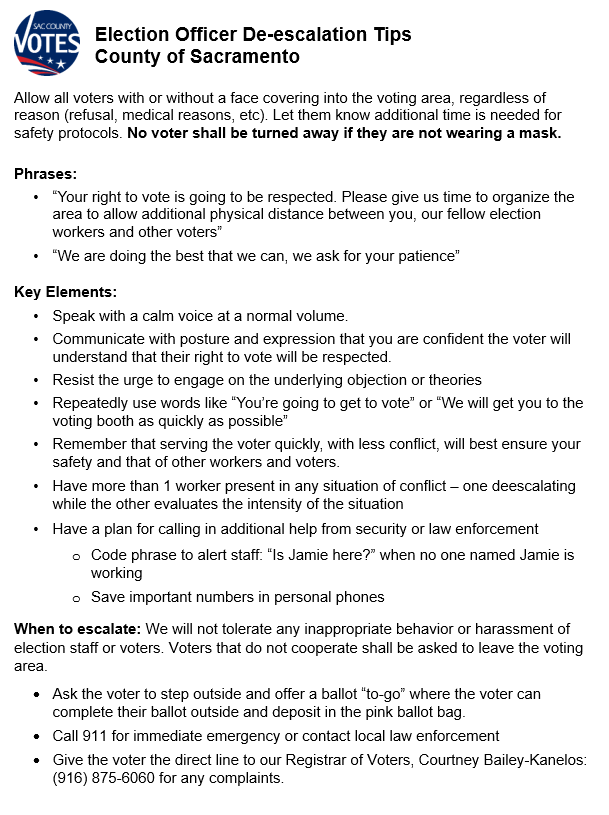 SAC COUNTY
VOTES
Election Officer De-escalation Tips
County of Sacramento
Allow all voters with or without a face covering into the voting area, regardless of
reason (refusal, medical reasons, etc). Let them know additional time is needed for
safety protocols. No voter shall be turned away if they are not wearing a mask.
Phrases:
• “Your right to vote is going to be respected. Please give us time to organize the
area to allow additional physical distance between you, our fellow election
workers and other voters”
• “We are doing the best that we can, we ask for your patience”
Key Elements:
• Speak with a calm voice at a normal volume.
• Communicate with posture and expression that you are confident the voter will
understand that their right to vote will be respected.
• Resist the urge to engage on the underlying objection or theories
• Repeatedly use words like “You’re going to get to vote” or “We will get you to the
voting booth as quickly as possible”
• Remember that serving the voter quickly, with less conflict, will best ensure your
safety and that of other workers and voters.
• Have more than 1 worker present in any situation of conflict – one deescalating
while the other evaluates the intensity of the situation
• Have a plan for calling in additional help from security or law enforcement
o Code phrase to alert staff: “Is Jamie here?” when no one named Jamie is
working
o Save important numbers in personal phones
When to escalate: We will not tolerate any inappropriate behavior or harassment of
election staff or voters. Voters that do not cooperate shall be asked to leave the voting
area.
• Ask the voter to step outside and offer a ballot “to-go” where the voter can
complete their ballot outside and deposit in the pink ballot bag.
• Call 911 for immediate emergency or contact local law enforcement
• Give the voter the direct line to our Registrar of Voters, Courtney Bailey-Kanelos:
(916) 875-6060 for any complaints.